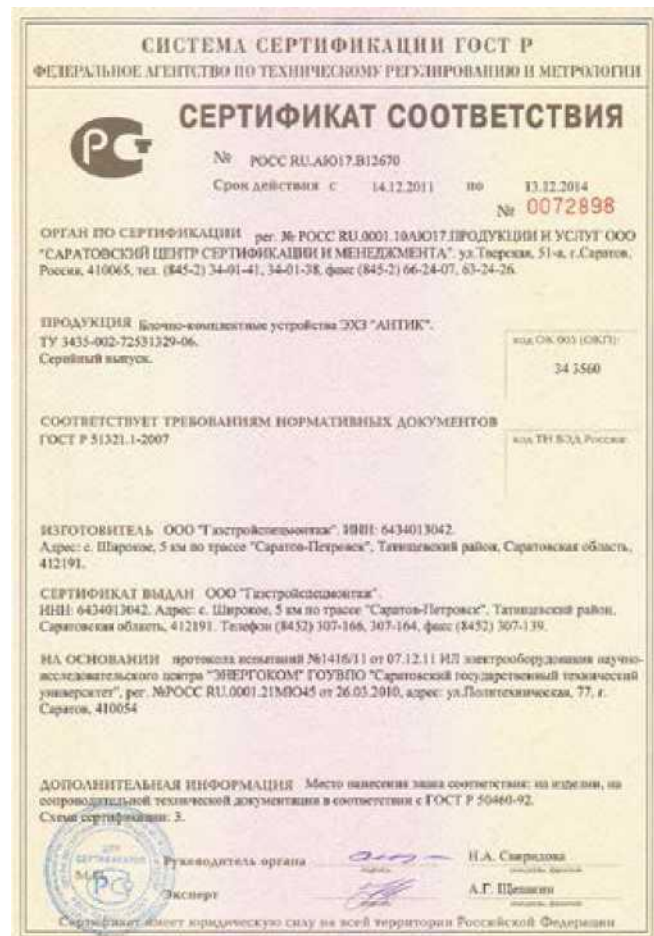 СИСТЕМА СЕРТИФИКАЦИИ ГОСТ Р
ФЕДЕРАЛЬНОЕ АГЕНТСТВО ПО ТЕХНИЧЕСКОМУ РЕГУЛИРОВАНИЮ И МЕТРОЛОГИИ
СЕРТИФИКАТ СООТВЕТСТВИЯ
№ РОСС RU.АЮ17.В12670
Срок действия с 14.12.2011 по 13.12.2014
№ 0072898
ОРГАН ПО СЕРТИФИКАЦИИ рег. № РОСС RU.0001.10АЮ17.ПРОДУКЦИИ И УСЛУГ ООО
"САРАТОВСКИЙ ЦЕНТР СЕРТИФИКАЦИИ И МЕНЕДЖМЕНТА". ул.Тверская, 51-а, г.Саратов,
Россия, 410065, тел. (845-2) 34-01-41, 34-01-38, факс (845-2) 66-24-07, 63-24-26.
ПРОДУКЦИЯ Блочно-комплектные устройства ЭХЗ "АНТИК".
ТУ 3435-002-72531329-06.
Серийный выпуск.
код ОК 005 (ОКП):
34 3560
СООТВЕТСТВУЕТ ТРЕБОВАНИЯМ НОРМАТИВНЫХ ДОКУМЕНТОВ
ГОСТ Р 51321.1-2007
код ТН ВЭД России:
ИЗГОТОВИТЕЛЬ ООО "Газстройспецмонтаж". ИНН: 6434013042.
Адрес: с. Широкое, 5 км по трассе "Саратов-Петровск", Татищевский район, Саратовская область,
412191.
СЕРТИФИКАТ ВЫДАН ООО "Газстройспецмонтаж".
ИНН: 6434013042. Адрес: с. Широкое, 5 км по трассе "Саратов-Петровск", Татищевский район,
Саратовская область, 412191. Телефон (8452) 307-166, 307-164, факс (8452) 307-139.
НА ОСНОВАНИИ протокола испытаний №1416/11 от 07.12.11 ИЛ электрооборудования научно-
исследовательского центра "ЭНЕРГОКОМ" ГОУВПО "Саратовский государственный технический
университет", рег. №РОСС RU.0001.21МЮ45 от 26.03.2010, адрес: ул.Политехническая, 77, г.
Саратов, 410054
ДОПОЛНИТЕЛЬНАЯ ИНФОРМАЦИЯ Место нанесения знака соответствия: на изделии, на
сопроводительной технической документации в соответствии с ГОСТ Р 50460-92.
Схема сертификации: 3.
Руководитель органа Н.А. Свиридова
М.П.
Эксперт А.Г.
Сертификат имеет юридическую силу на всей территории Российской Федерации